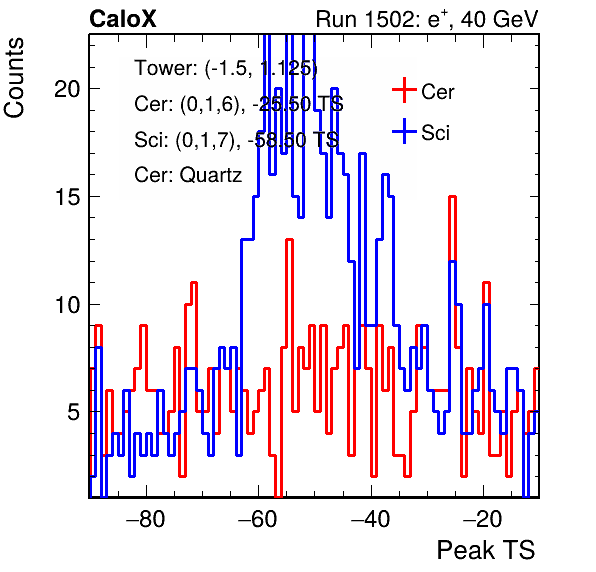 CaloX Run 1502: e⁺, 40 GeV
Counts
Tower: (-1.5, 1.125)
Cer: (0,1,6), -25.50 TS
Sci: (0,1,7), -58.50 TS
Cer: Quartz
Cer
Sci
20
15
10
5
−80 −60 −40 −20
Peak TS